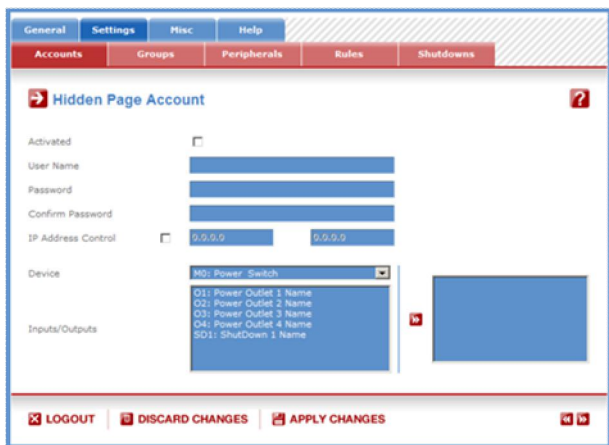 General Settings Misc Help
Accounts Groups Peripherals Rules Shutdowns
Hidden Page Account
?
Activated
User Name
Password
Confirm Password
IP Address Control 0.0.0.0 0.0.0.0
Device M0: Power Switch
Inputs/Outputs
O1: Power Outlet 1 Name
O2: Power Outlet 2 Name
O3: Power Outlet 3 Name
O4: Power Outlet 4 Name
SD1: ShutDown 1 Name
LOGOUT DISCARD CHANGES APPLY CHANGES